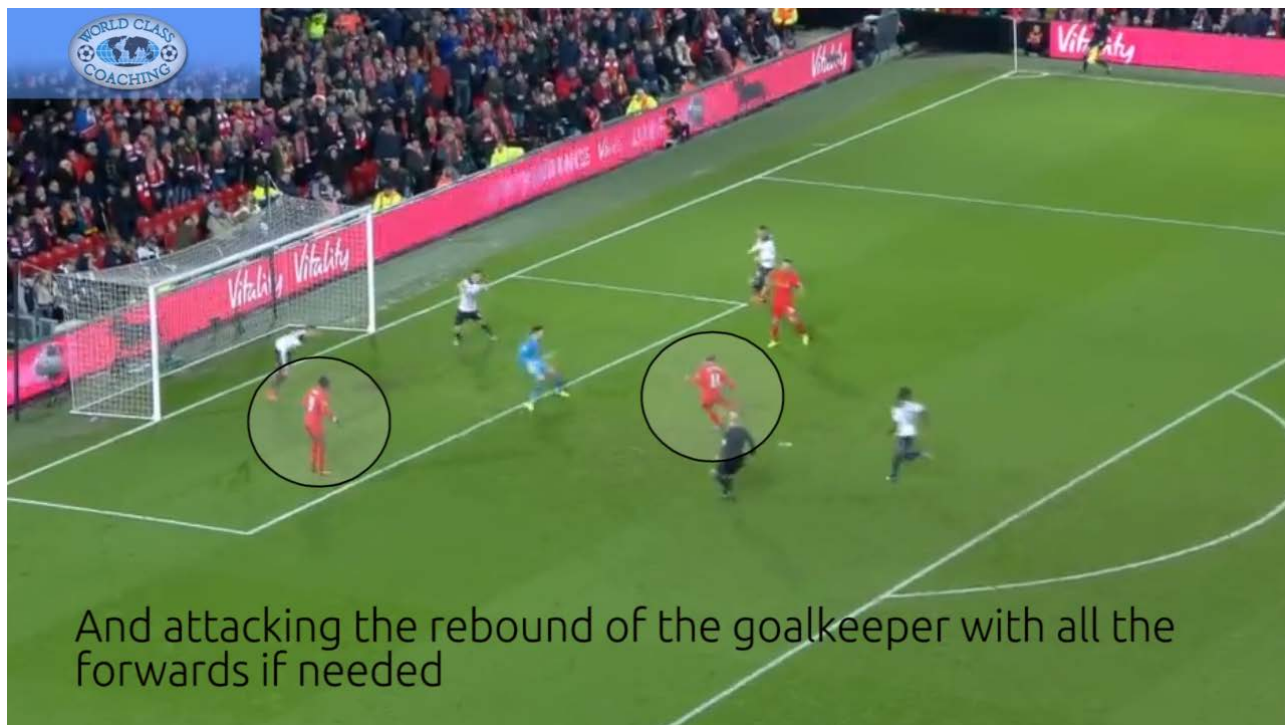 WORLD CLASS
COACHING
Vitality
Vitality
Vitality Vitality
And attacking the rebound of the goalkeeper with all the
forwards if needed